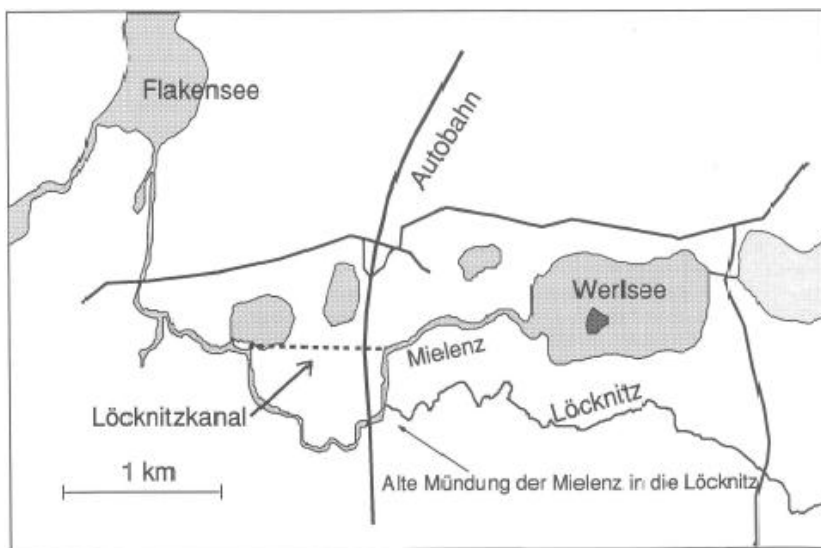 Flakensee
Autobahn
Werlsee
Mielenz
Löcknitz
Löcknitzkanal
1 km
Alte Mündung der Mielenz in die Löcknitz